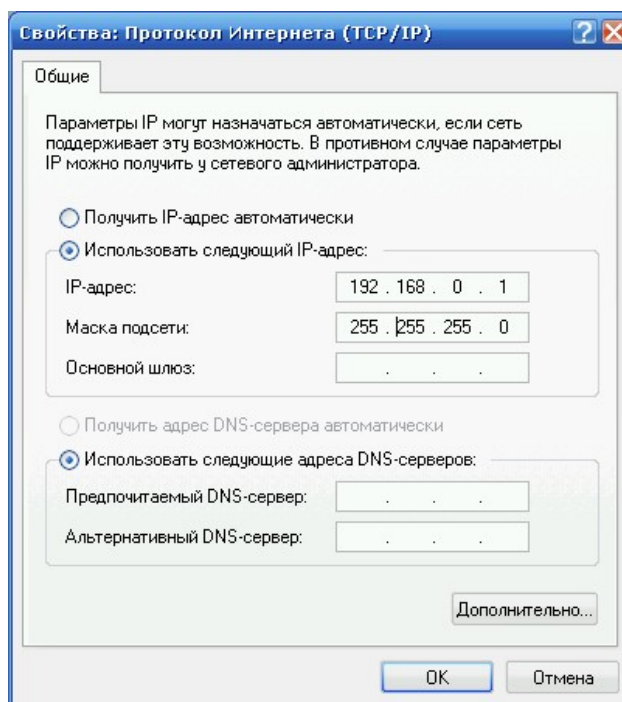 Свойства: Протокол Интернета (TCP/IP)
Общие
Параметры IP могут назначаться автоматически, если сеть
поддерживает эту возможность. В противном случае параметры
IP можно получить у сетевого администратора.
Получить IP-адрес автоматически
Использовать следующий IP-адрес:
IP-адрес: 192 . 168 . 0 . 1
Маска подсети: 255 . 255 . 255 . 0
Основной шлюз: . . .
Получить адрес DNS-сервера автоматически
Использовать следующие адреса DNS-серверов:
Предпочитаемый DNS-сервер: . . .
Альтернативный DNS-сервер: . . .
Дополнительно...
OK Отмена